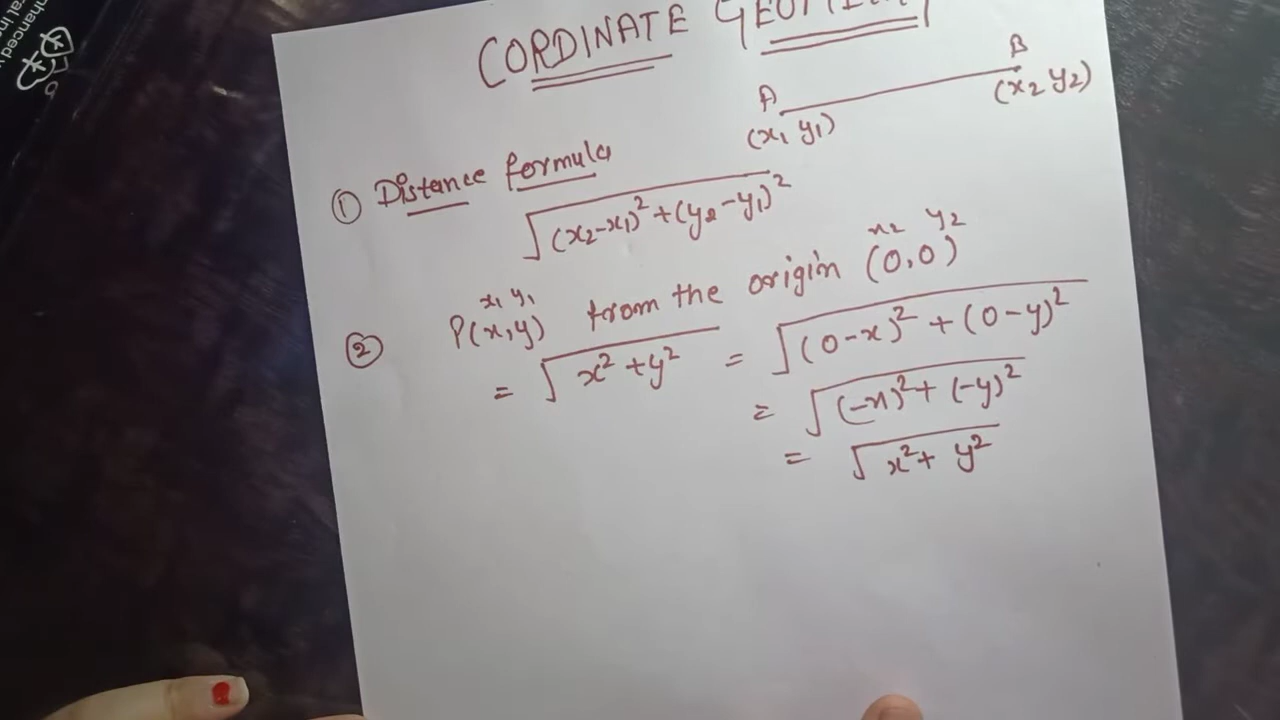 CORDINATE GEOMETRY
A B
(x₁ y₁) (x₂ y₂)
① Distance formula
√(x₂-x₁)² + (y₂-y₁)²
x₁ y₁ x₂ y₂
② P(x,y) from the origin (0,0)
= √x² + y² = √(0-x)² + (0-y)²
= √(-x)² + (-y)²
= √x² + y²